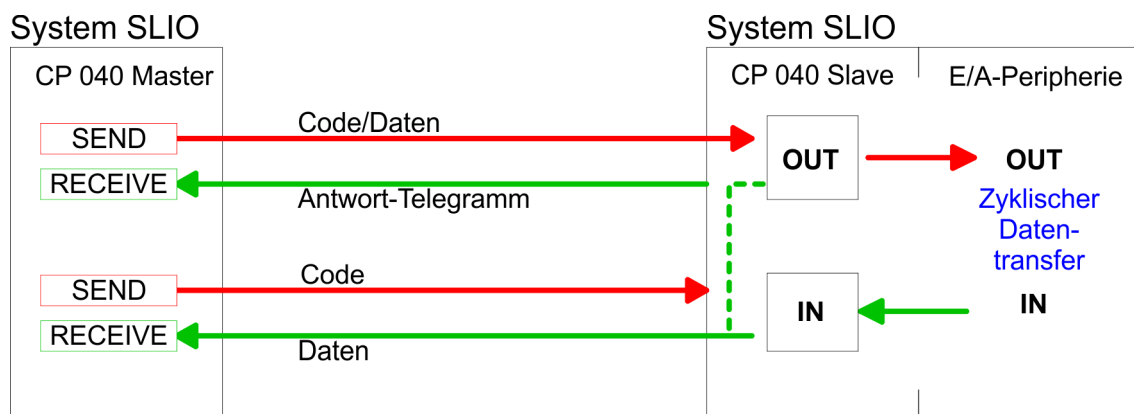 System SLIO
System SLIO
CP 040 Master
CP 040 Slave
E/A-Peripherie
SEND
Code/Daten
OUT
OUT
RECEIVE
Antwort-Telegramm
Zyklischer
Daten-
transfer
SEND
Code
IN
IN
RECEIVE
Daten